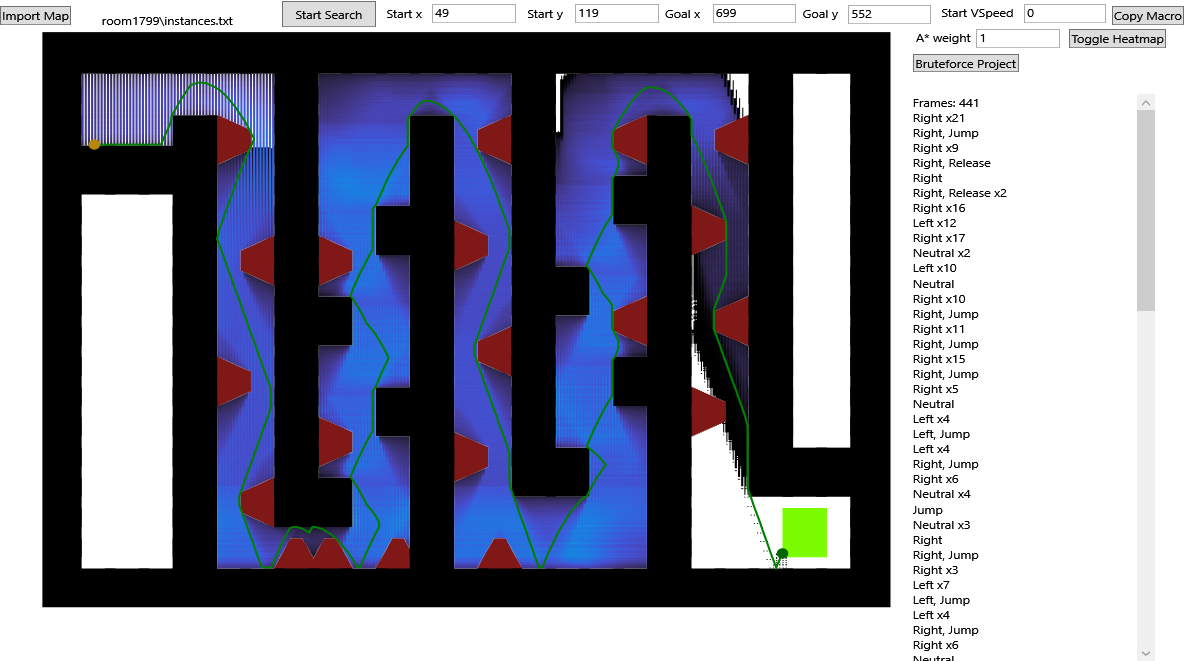 Import Map
room1799\instances.txt
Start Search
Start x 49
Start y 119
Goal x 699
Goal y 552
Start VSpeed 0
Copy Macro
A* weight 1
Toggle Heatmap
Bruteforce Project
Frames: 441
Right x21
Right, Jump
Right x9
Right, Release
Right
Right, Release x2
Right x16
Left x12
Right x17
Neutral x2
Left x10
Neutral
Right x10
Right, Jump
Right x11
Right, Jump
Right x15
Right, Jump
Right x5
Neutral
Left x4
Left, Jump
Left x4
Right, Jump
Right x6
Neutral x4
Jump
Neutral x3
Right
Right, Jump
Right x3
Left x7
Left, Jump
Left x4
Right, Jump
Right x6
Neutral